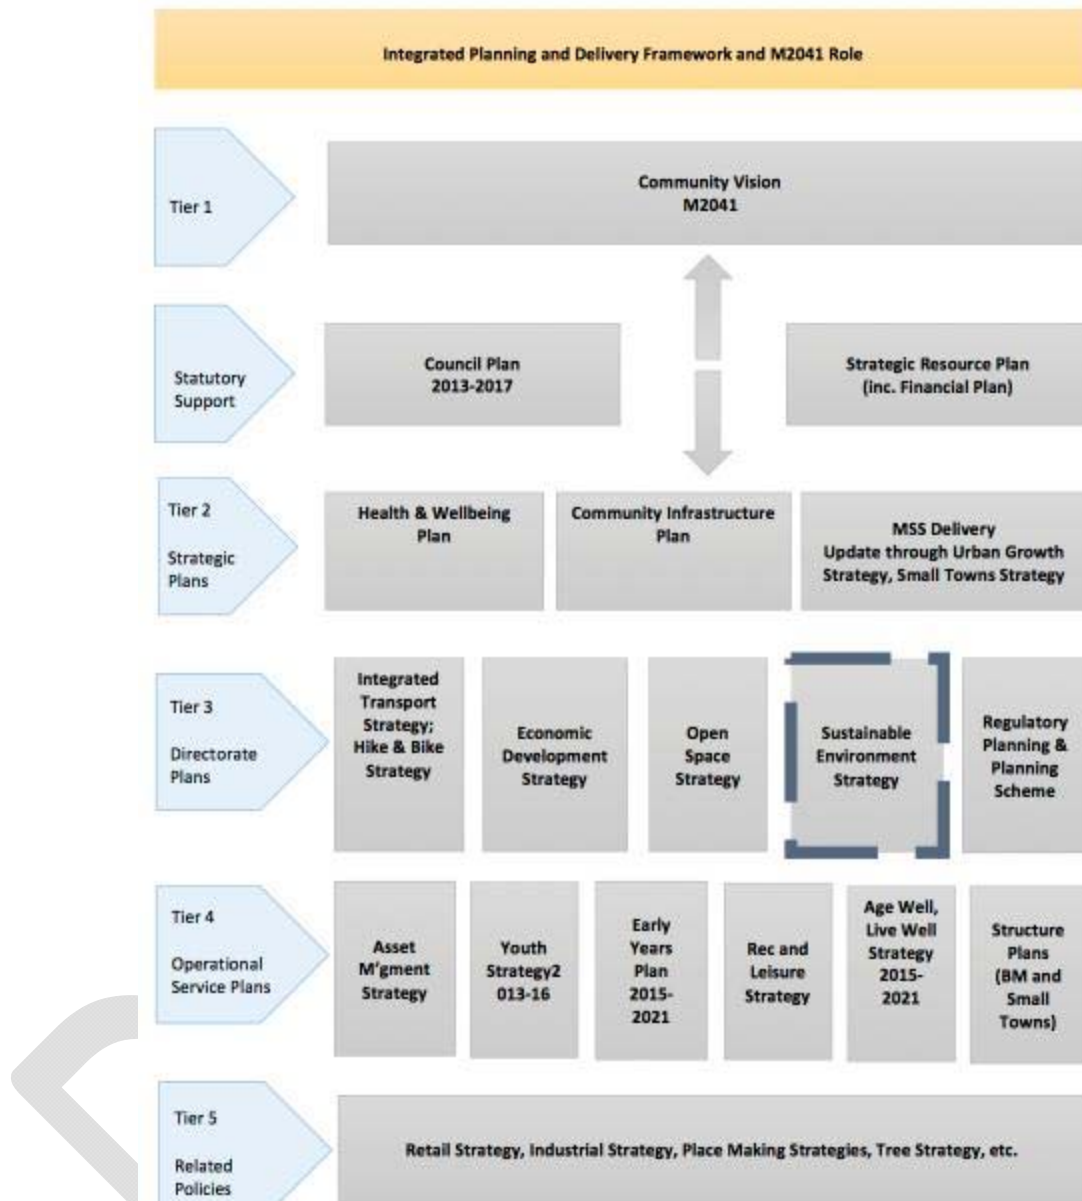 Integrated Planning and Delivery Framework and M2041 Role
Tier 1
Community Vision
M2041
Statutory
Support
Council Plan
2013-2017
Strategic Resource Plan
(inc. Financial Plan)
Tier 2
Strategic
Plans
Health & Wellbeing
Plan
Community Infrastructure
Plan
MSS Delivery
Update through Urban Growth
Strategy, Small Towns Strategy
Tier 3
Directorate
Plans
Integrated
Transport
Strategy;
Hike & Bike
Strategy
Economic
Development
Strategy
Open
Space
Strategy
Sustainable
Environment
Strategy
Regulatory
Planning &
Planning
Scheme
Tier 4
Operational
Service Plans
Asset
M'gment
Strategy
Youth
Strategy2
013-16
Early
Years
Plan
2015-
2021
Rec and
Leisure
Strategy
Age Well,
Live Well
Strategy
2015-
2021
Structure
Plans
(BM and
Small
Towns)
Tier 5
Related
Policies
Retail Strategy, Industrial Strategy, Place Making Strategies, Tree Strategy, etc.